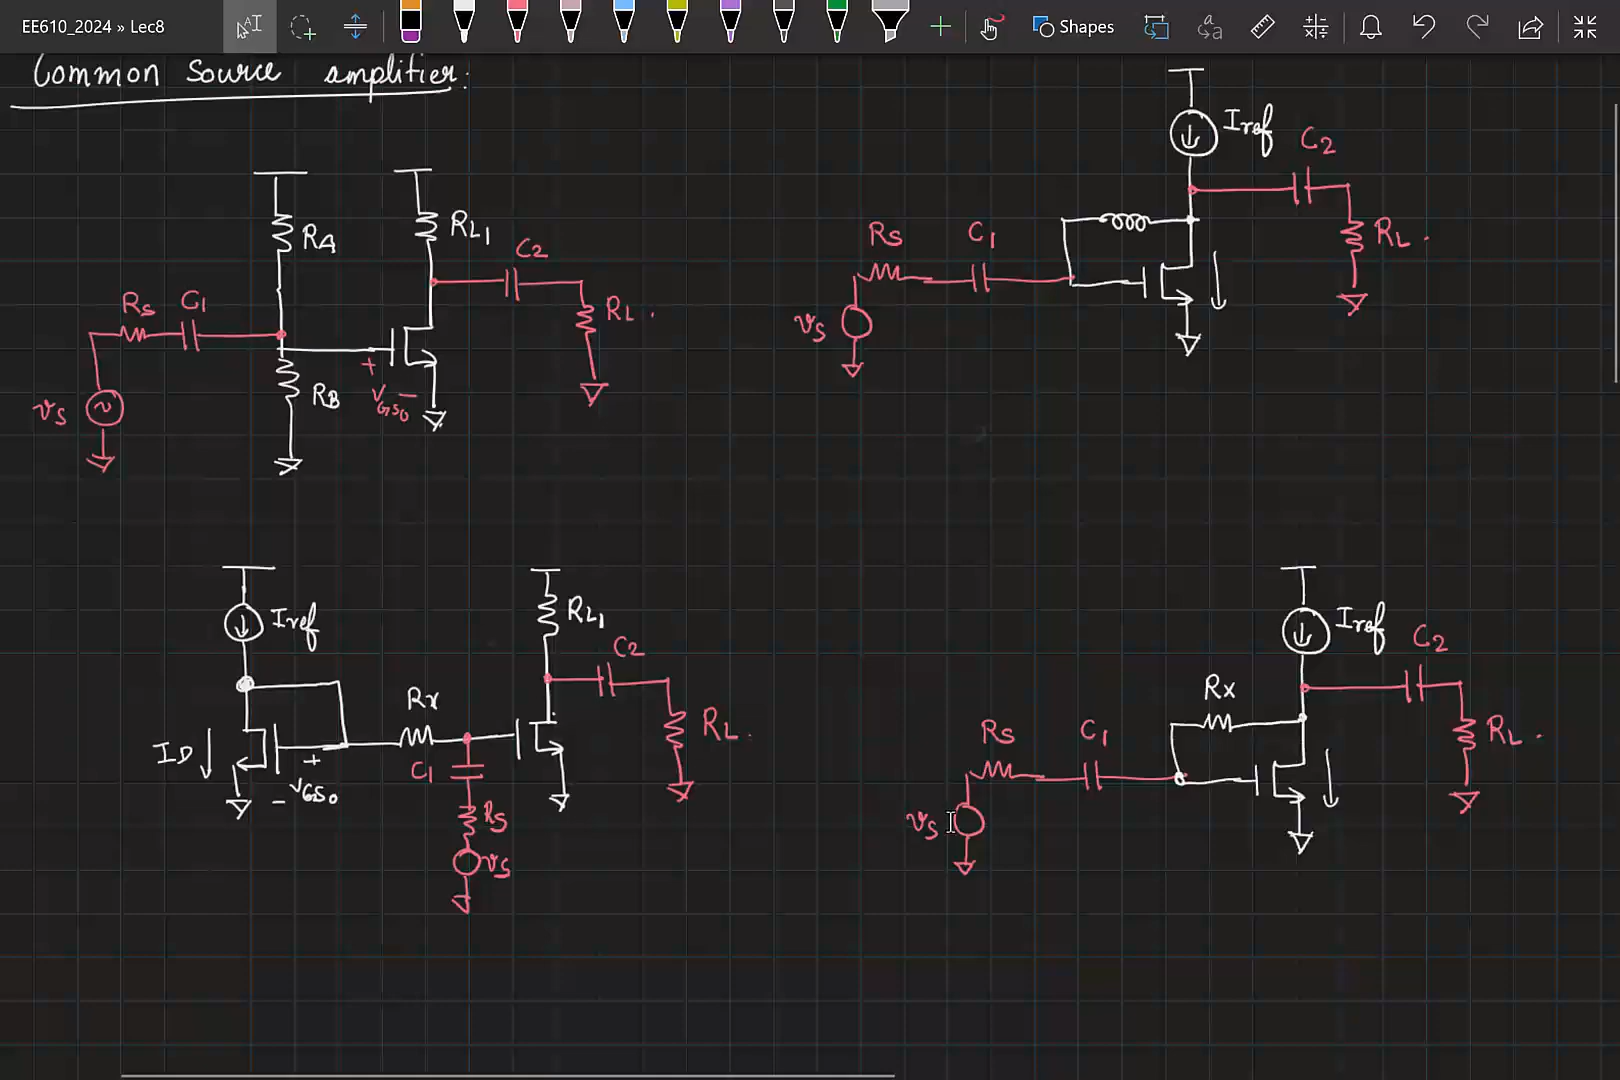 EE610_2024 » Lec8
Shapes
Common Source amplifier:
RA
RL1
C2
RL.
Rs C1
vs
RB
+ VGS0 −
Iref
C2
Rs
C1
RL.
vs
Iref
RL1
C2
Rx
RL.
ID
+
− VGS0
C1
Rs
vs
Iref
C2
Rx
Rs
C1
RL.
vs